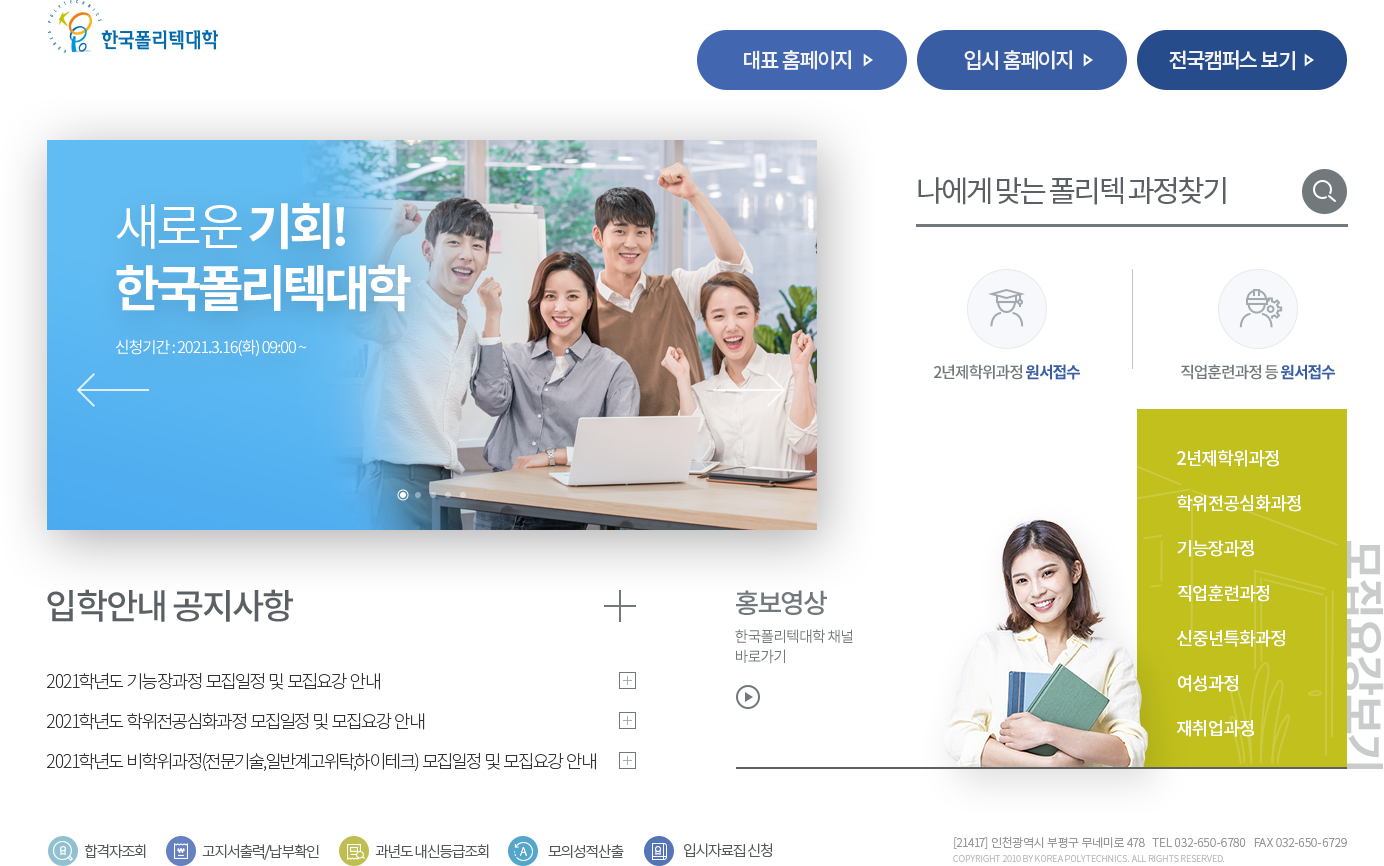 한국폴리텍대학
대표 홈페이지
입시 홈페이지
전국캠퍼스 보기
새로운 기회!
한국폴리텍대학
신청기간 : 2021.3.16(화) 09:00 ~
나에게 맞는 폴리텍 과정찾기
2년제학위과정 원서접수
직업훈련과정 등 원서접수
2년제학위과정
학위전공심화과정
기능장과정
직업훈련과정
신중년특화과정
여성과정
재취업과정
모집요강보기
입학안내 공지사항
2021학년도 기능장과정 모집일정 및 모집요강 안내
2021학년도 학위전공심화과정 모집일정 및 모집요강 안내
2021학년도 비학위과정(전문기술,일반계고위탁,하이테크) 모집일정 및 모집요강 안내
홍보영상
한국폴리텍대학 채널
바로가기
합격자조회
고지서출력/납부확인
과년도 내신등급조회
모의성적산출
입시자료집 신청
[21417] 인천광역시 부평구 무네미로 478 TEL 032-650-6780 FAX 032-650-6729
COPYRIGHT 2010 BY KOREA POLYTECHNICS. ALL RIGHTS RESERVED.